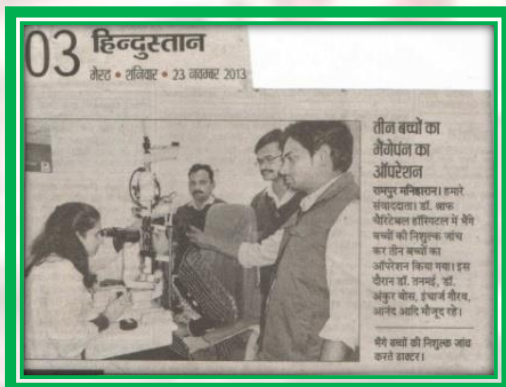 03 हिन्दुस्तान
मेरठ • शनिवार • 23 नवम्बर 2013
तीन बच्चों का
भैंगेपन का
ऑपरेशन
रामपुर मनिहारान। हमारे
संवाददाता। डॉ. आफ
चैरिटेबल हॉस्पिटल में भैंगे
बच्चों की निशुल्क जांच
कर तीन बच्चों का
ऑपरेशन किया गया। इस
दौरान डॉ. तनमई, डॉ.
अंकुर बोस, इंचार्ज गौरव,
आनंद आदि मौजूद रहे।
भैंगे बच्चों की निशुल्क जांच
करते डाक्टर।